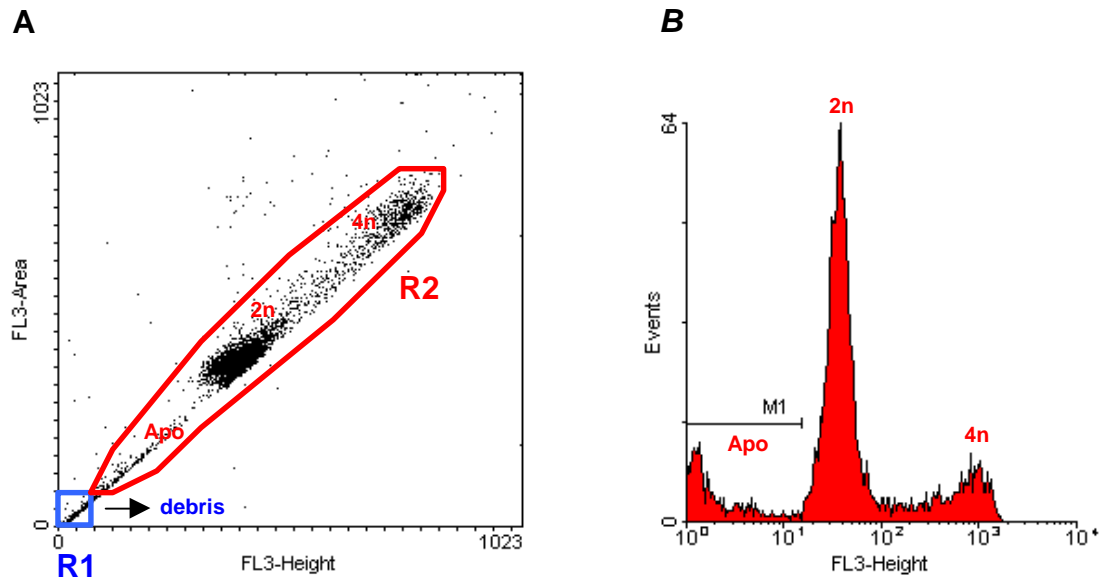 A
1023
FL3-Area
4n
R2
2n
Apo
debris
0
0
1023
R1
FL3-Height
B
2n
64
Events
M1
Apo
4n
0
10⁰
10¹
10²
10³
10⁴
FL3-Height